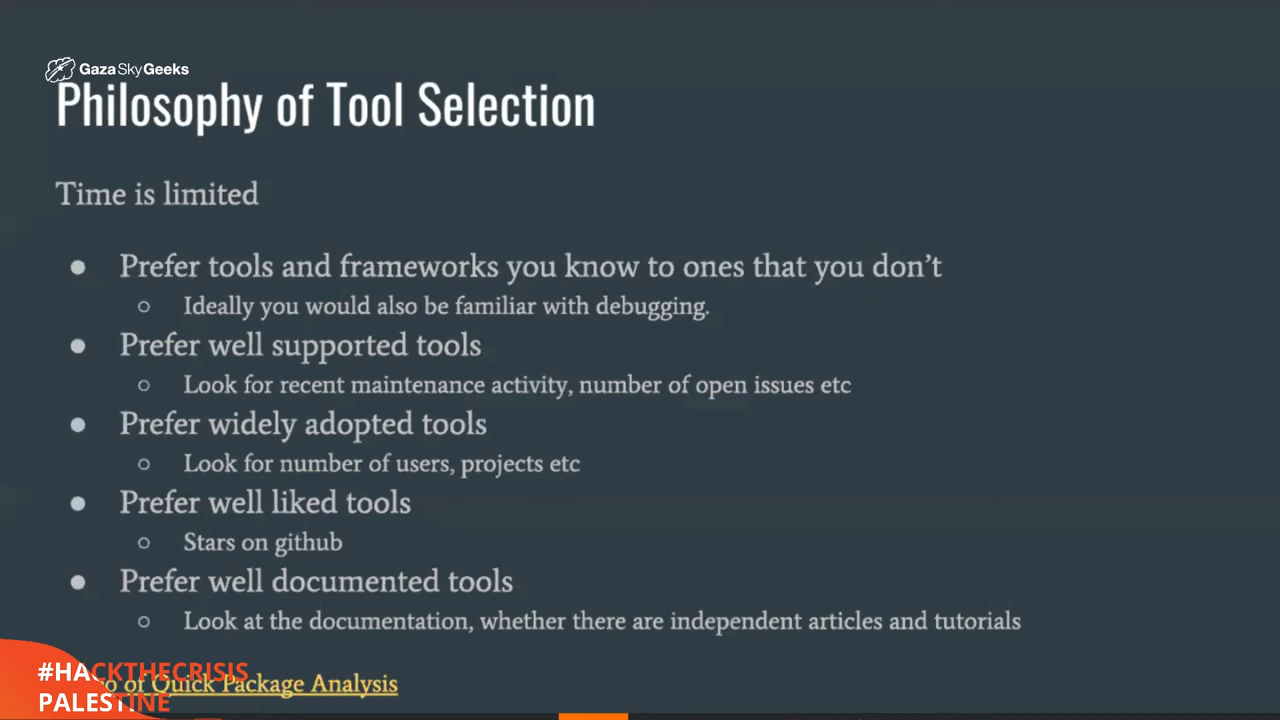 Gaza Sky Geeks
Philosophy of Tool Selection
Time is limited
● Prefer tools and frameworks you know to ones that you don't
○ Ideally you would also be familiar with debugging.
● Prefer well supported tools
○ Look for recent maintenance activity, number of open issues etc
● Prefer widely adopted tools
○ Look for number of users, projects etc
● Prefer well liked tools
○ Stars on github
● Prefer well documented tools
○ Look at the documentation, whether there are independent articles and tutorials
of Quick Package Analysis
#HACKTHECRISIS
PALESTINE